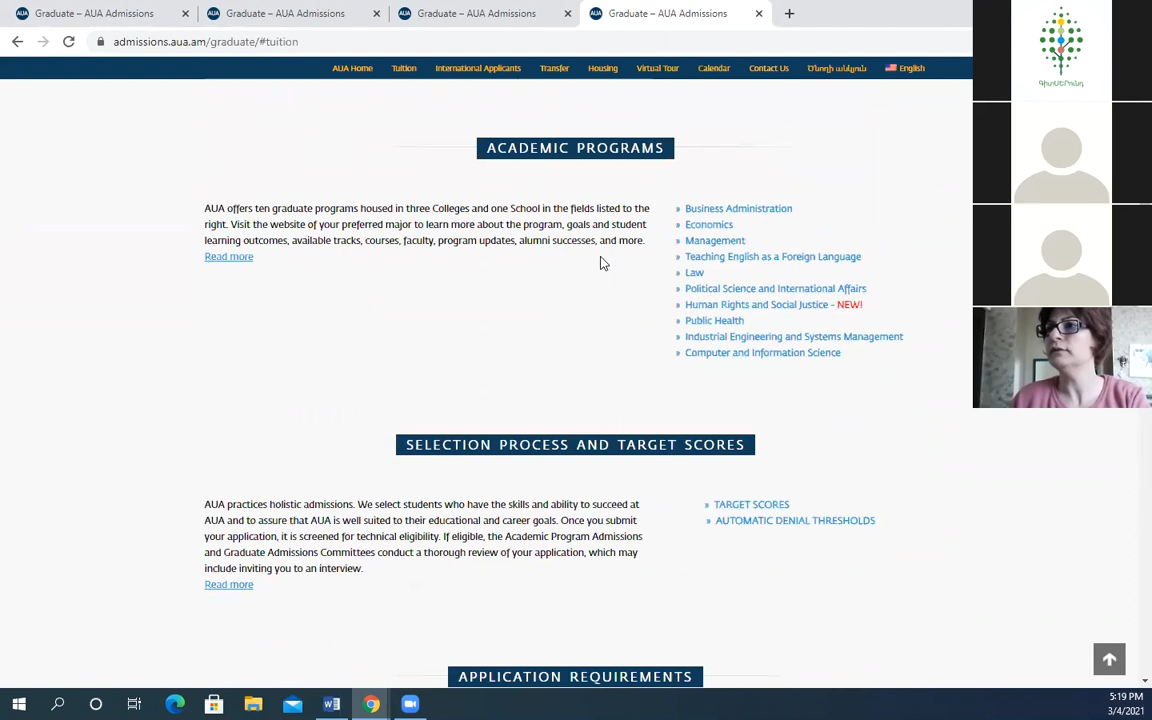 Graduate – AUA Admissions
Graduate – AUA Admissions
Graduate – AUA Admissions
Graduate – AUA Admissions
admissions.aua.am/graduate/#tuition
AUA Home Tuition International Applicants Transfer Housing Virtual Tour Calendar Contact Us Ծնողի անկյուն English
ԳիտՍԵՐունդ
ACADEMIC PROGRAMS
AUA offers ten graduate programs housed in three Colleges and one School in the fields listed to the
right. Visit the website of your preferred major to learn more about the program, goals and student
learning outcomes, available tracks, courses, faculty, program updates, alumni successes, and more.
Read more
» Business Administration
» Economics
» Management
» Teaching English as a Foreign Language
» Law
» Political Science and International Affairs
» Human Rights and Social Justice – NEW!
» Public Health
» Industrial Engineering and Systems Management
» Computer and Information Science
SELECTION PROCESS AND TARGET SCORES
AUA practices holistic admissions. We select students who have the skills and ability to succeed at
AUA and to assure that AUA is well suited to their educational and career goals. Once you submit
your application, it is screened for technical eligibility. If eligible, the Academic Program Admissions
and Graduate Admissions Committees conduct a thorough review of your application, which may
include inviting you to an interview.
Read more
» TARGET SCORES
» AUTOMATIC DENIAL THRESHOLDS
APPLICATION REQUIREMENTS
5:19 PM
3/4/2021